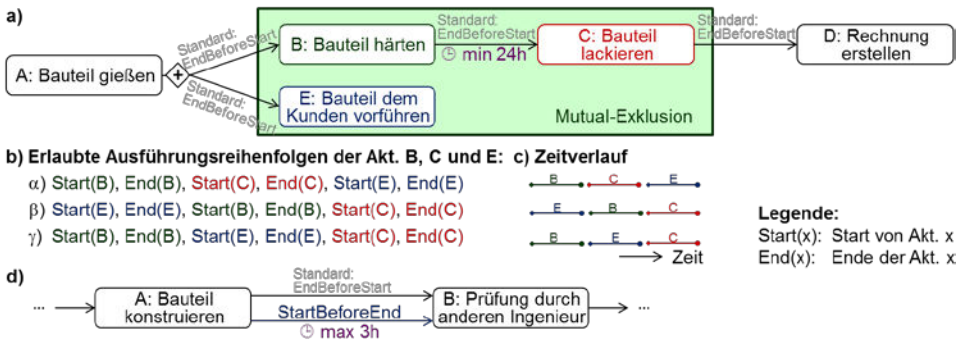 a)
Standard:
EndBeforeStart
B: Bauteil härten
Standard:
EndBeforeStart
min 24h
C: Bauteil
lackieren
Standard:
EndBeforeStart
D: Rechnung
erstellen
A: Bauteil gießen
+
Standard:
EndBeforeStart
E: Bauteil dem
Kunden vorführen
Mutual-Exklusion
b) Erlaubte Ausführungsreihenfolgen der Akt. B, C und E:
c) Zeitverlauf
α) Start(B), End(B), Start(C), End(C), Start(E), End(E)
B C E
β) Start(E), End(E), Start(B), End(B), Start(C), End(C)
E B C
γ) Start(B), End(B), Start(E), End(E), Start(C), End(C)
B E C
Zeit
Legende:
Start(x): Start von Akt. x
End(x): Ende der Akt. x
d)
...
A: Bauteil
konstruieren
Standard:
EndBeforeStart
StartBeforeEnd
max 3h
B: Prüfung durch
anderen Ingenieur
...